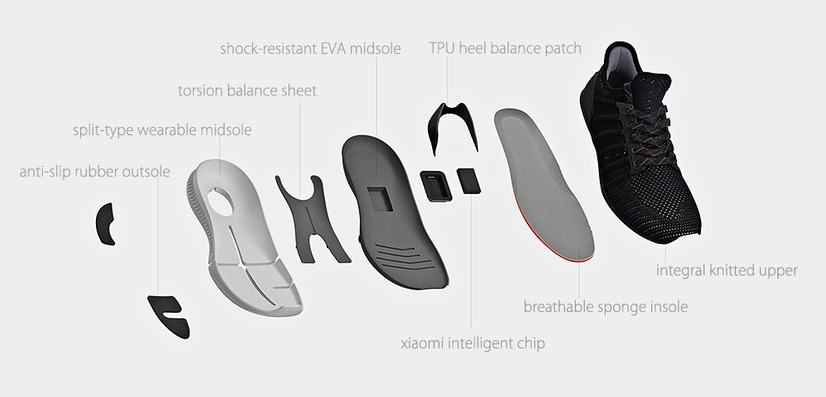 shock-resistant EVA midsole
TPU heel balance patch
torsion balance sheet
split-type wearable midsole
anti-slip rubber outsole
integral knitted upper
breathable sponge insole
xiaomi intelligent chip